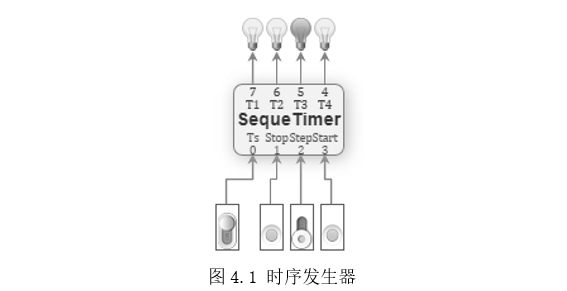 7 6 5 4
T1 T2 T3 T4
SequeTimer
Ts Stop Step Start
0 1 2 3
图 4.1 时序发生器